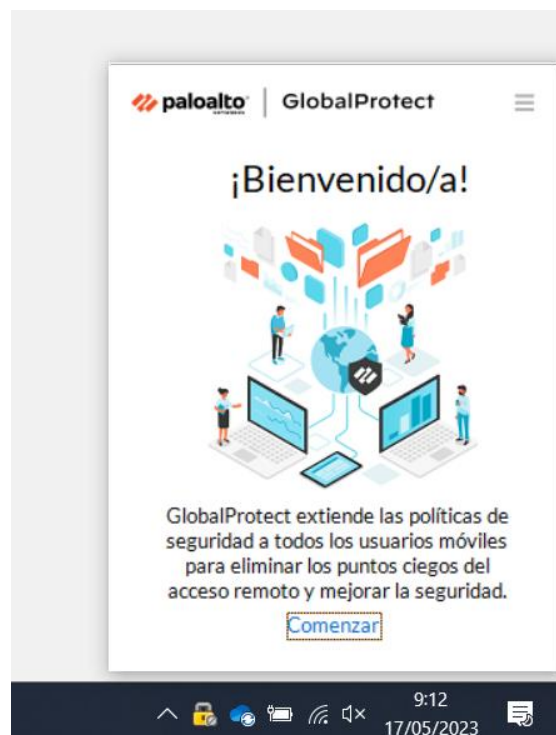 paloalto
NETWORKS
GlobalProtect
¡Bienvenido/a!
GlobalProtect extiende las políticas de
seguridad a todos los usuarios móviles
para eliminar los puntos ciegos del
acceso remoto y mejorar la seguridad.
Comenzar
9:12
17/05/2023